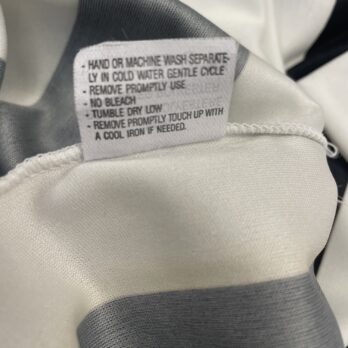 - HAND OR MACHINE WASH SEPARATE-
LY IN COLD WATER GENTLE CYCLE
- REMOVE PROMPTLY USE
- NO BLEACH
- TUMBLE DRY LOW
- REMOVE PROMPTLY TOUCH UP WITH
A COOL IRON IF NEEDED.